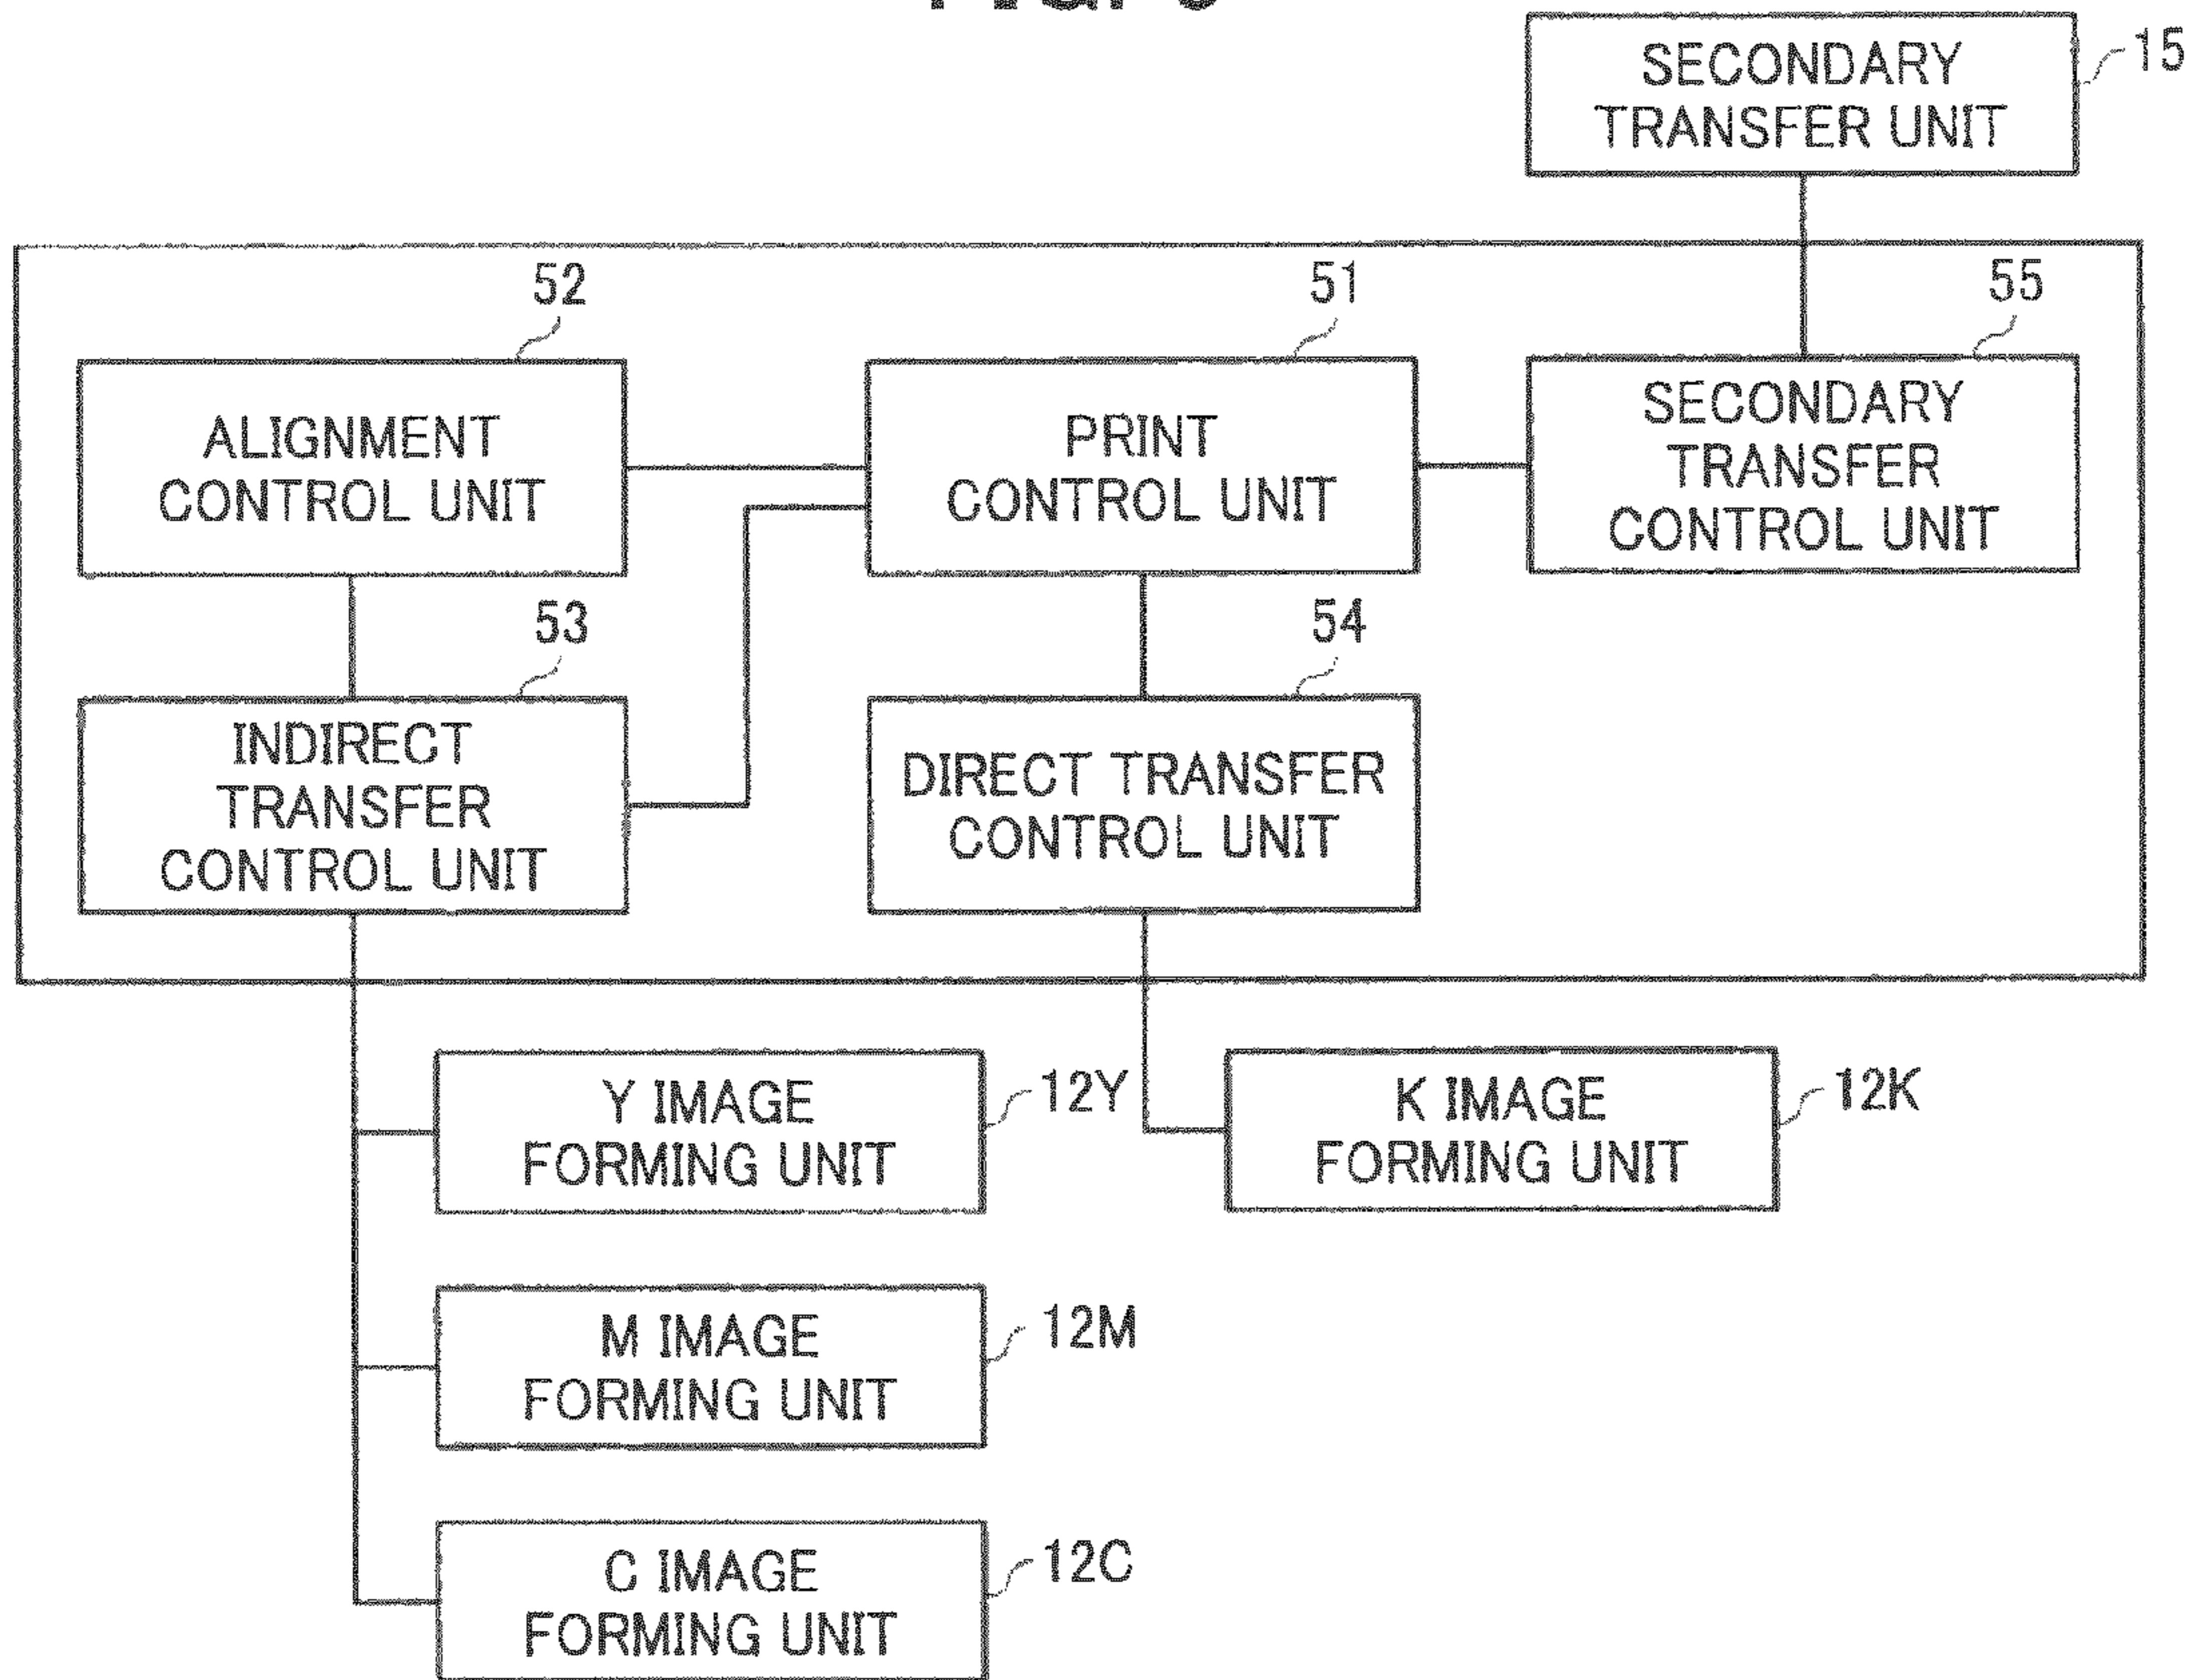 SECONDARY
TRANSFER UNIT
15
52
51
55
ALIGNMENT
CONTROL UNIT
PRINT
CONTROL UNIT
SECONDARY
TRANSFER
CONTROL UNIT
53
54
INDIRECT
TRANSFER
CONTROL UNIT
DIRECT TRANSFER
CONTROL UNIT
Y IMAGE
FORMING UNIT
12Y
K IMAGE
FORMING UNIT
12K
M IMAGE
FORMING UNIT
12M
C IMAGE
FORMING UNIT
12C